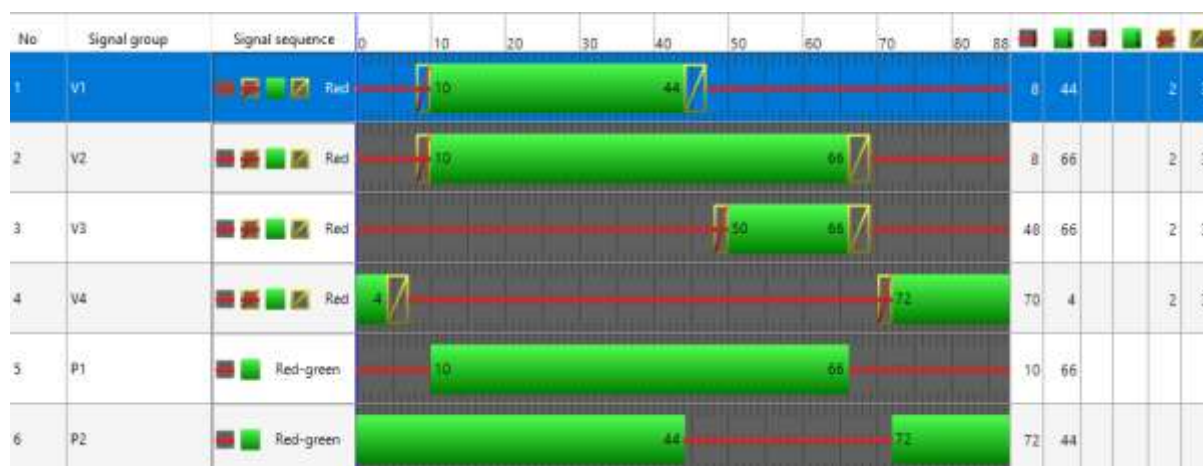 No Signal group Signal sequence 0 10 20 30 40 50 60 70 80 88
1 V1 Red 10 44 8 44 2
2 V2 Red 10 66 8 66 2
3 V3 Red 50 66 48 66 2
4 V4 Red 4 72 70 4 2
5 P1 Red-green 10 66 10 66
6 P2 Red-green 44 72 72 44